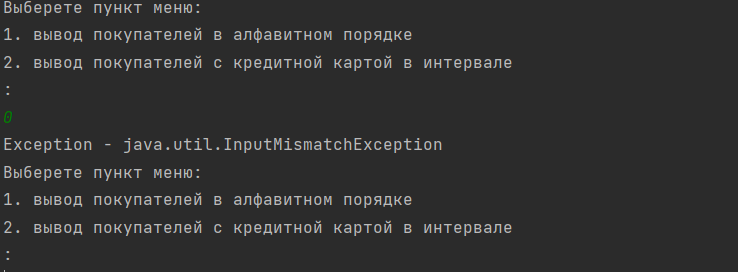 Выберете пункт меню:
1. вывод покупателей в алфавитном порядке
2. вывод покупателей с кредитной картой в интервале
:
0
Exception - java.util.InputMismatchException
Выберете пункт меню:
1. вывод покупателей в алфавитном порядке
2. вывод покупателей с кредитной картой в интервале
: